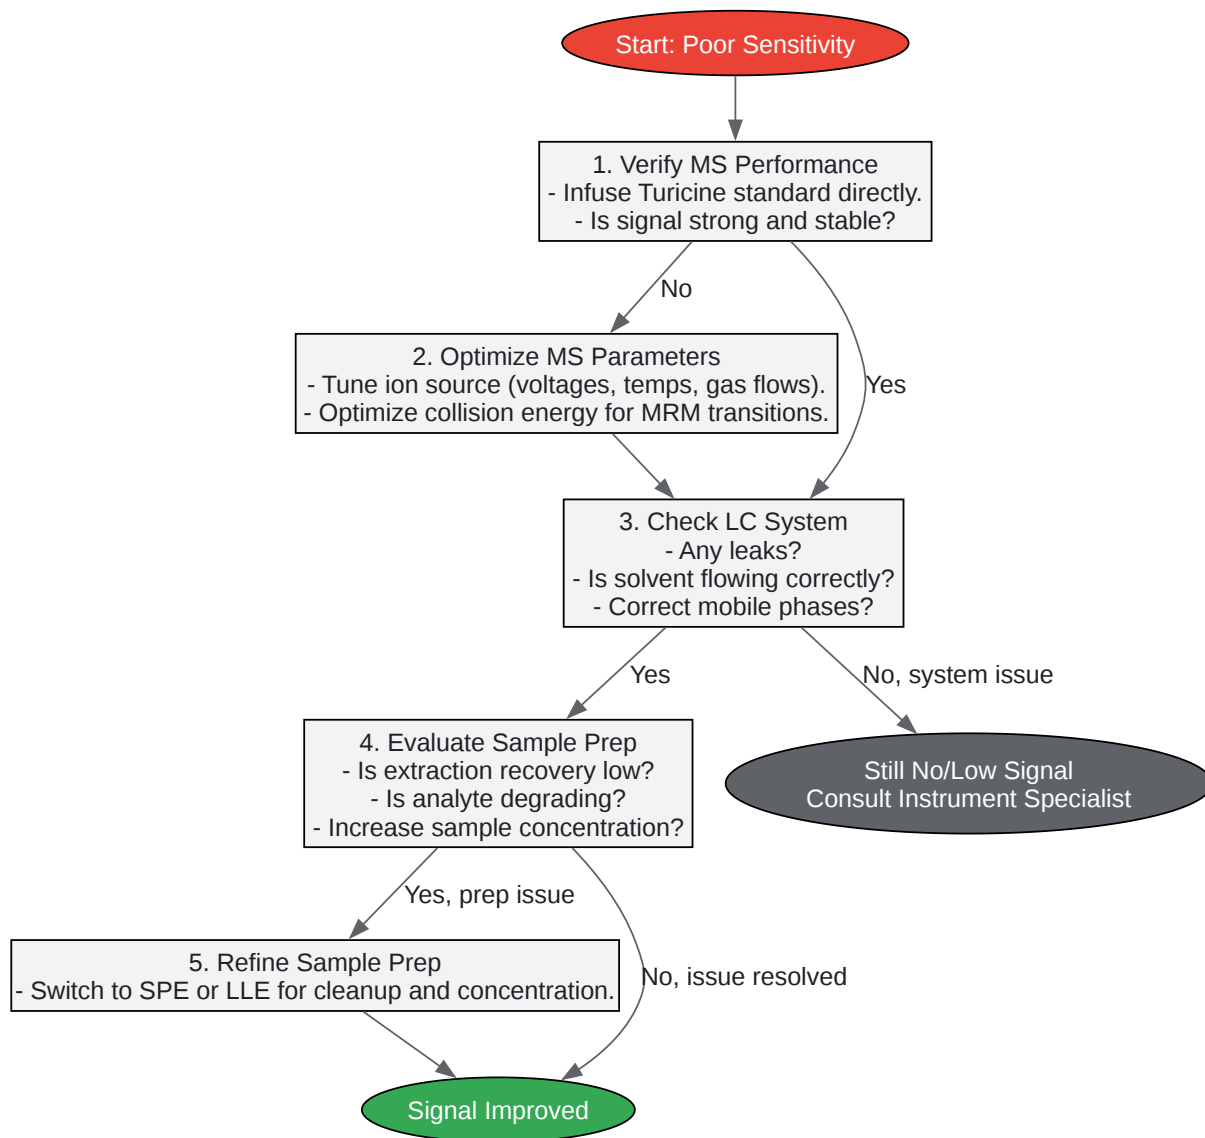 Start: Poor Sensitivity
1. Verify MS Performance
- Infuse Turicine standard directly.
- Is signal strong and stable?
No
2. Optimize MS Parameters
- Tune ion source (voltages, temps, gas flows).
- Optimize collision energy for MRM transitions.
Yes
3. Check LC System
- Any leaks?
- Is solvent flowing correctly?
- Correct mobile phases?
Yes
No, system issue
4. Evaluate Sample Prep
- Is extraction recovery low?
- Is analyte degrading?
- Increase sample concentration?
Still No/Low Signal
Consult Instrument Specialist
Yes, prep issue
5. Refine Sample Prep
- Switch to SPE or LLE for cleanup and concentration.
No, issue resolved
Signal Improved